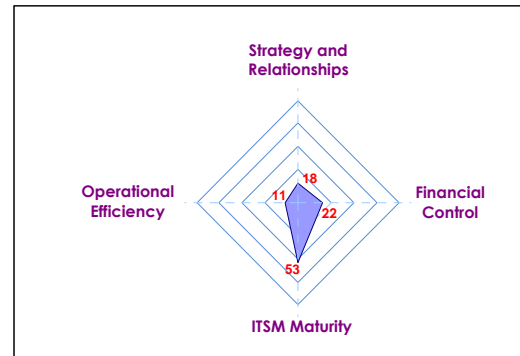 Strategy and
Relationships
18
Operational
Efficiency
11
22
Financial
Control
53
ITSM Maturity